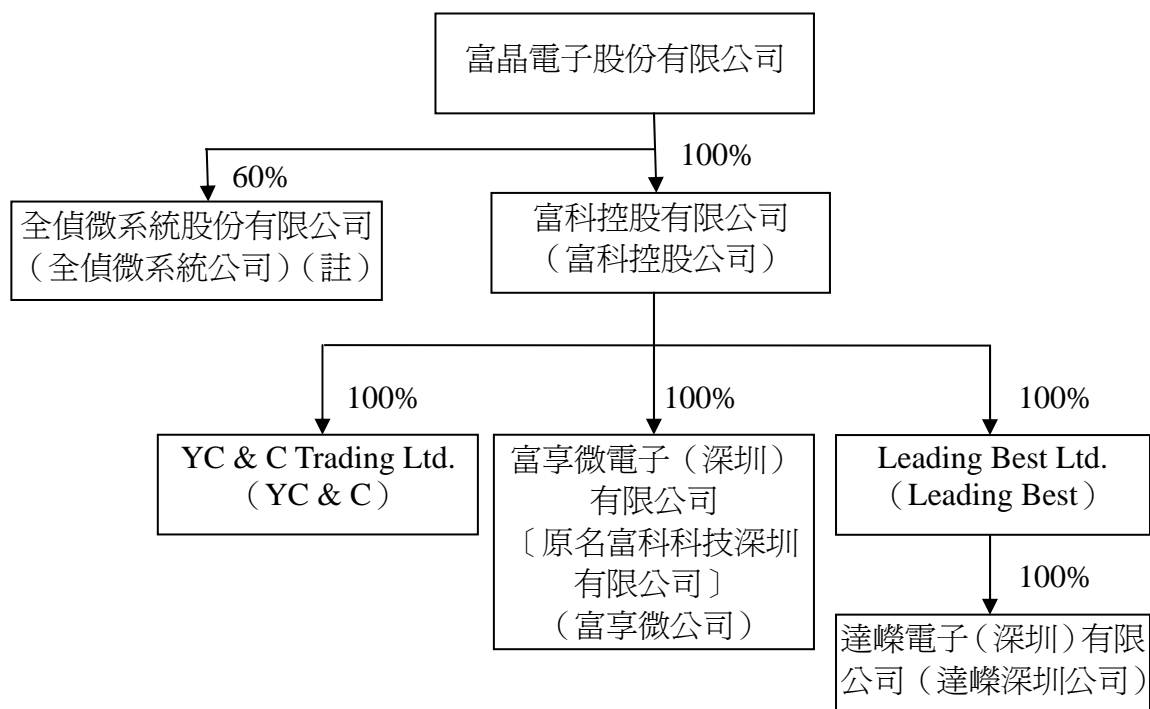 富晶電子股份有限公司
60%
100%
全偵微系統股份有限公司
（全偵微系統公司）（註）
富科控股有限公司
（富科控股公司）
100%
100%
100%
YC & C Trading Ltd.
（YC & C）
富享微電子（深圳）
有限公司
〔原名富科科技深圳
有限公司〕
（富享微公司）
Leading Best Ltd.
（Leading Best）
100%
達嶸電子（深圳）有限
公司（達嶸深圳公司）